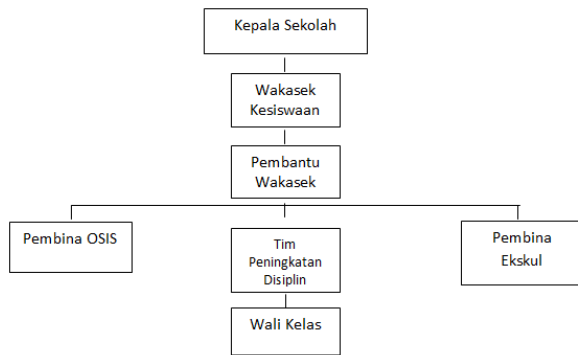 Kepala Sekolah
Wakasek
Kesiswaan
Pembantu
Wakasek
Pembina OSIS
Tim
Peningkatan
Disiplin
Pembina
Ekskul
Wali Kelas